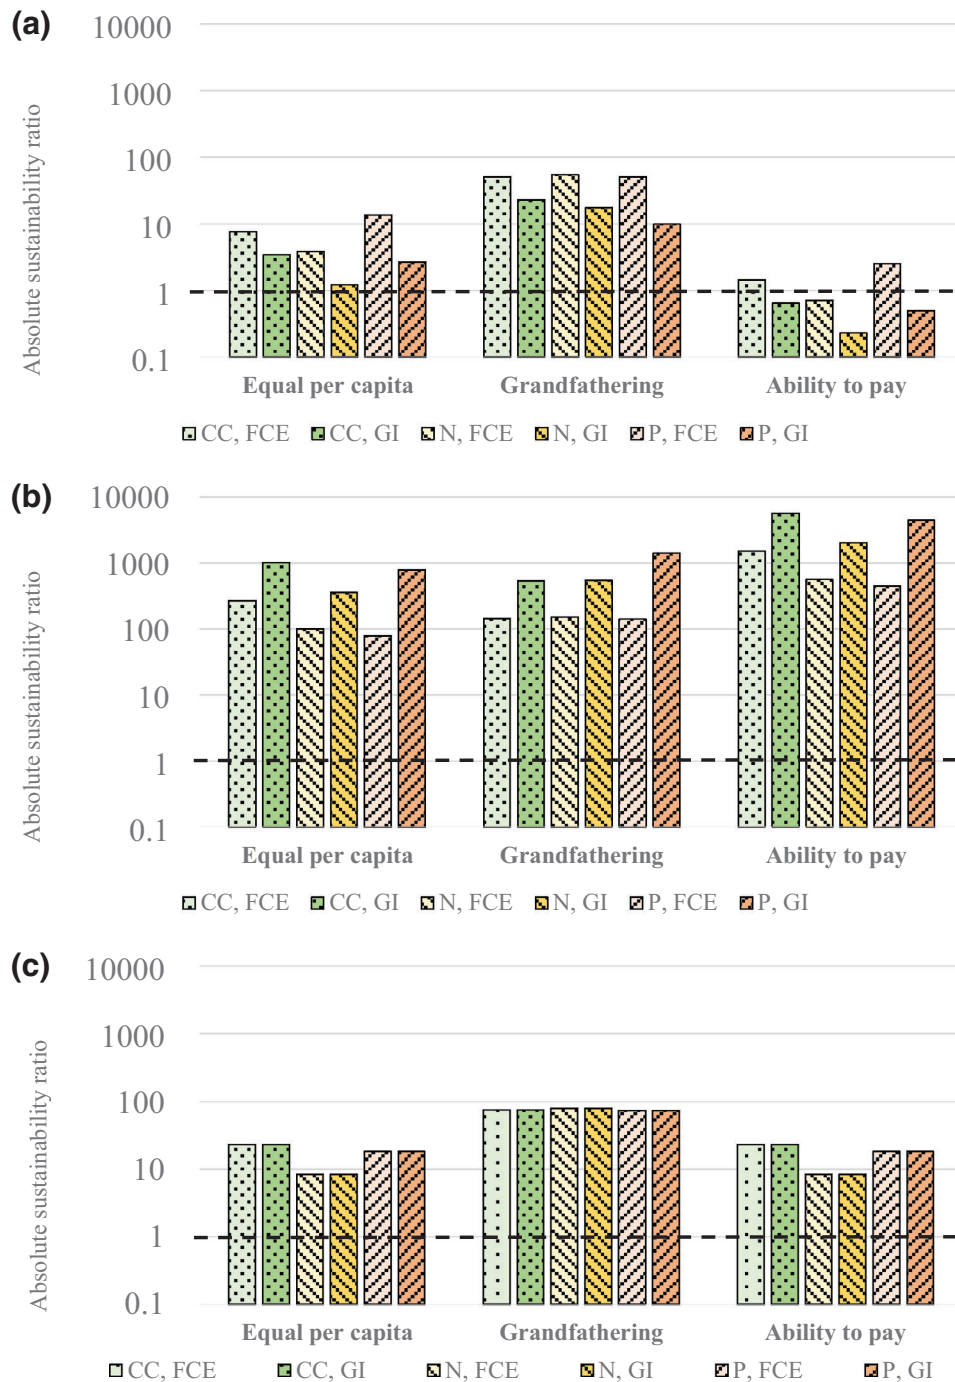 (a)
Absolute sustainability ratio
10000
1000
100
10
1
0.1
Equal per capita Grandfathering Ability to pay
CC, FCE CC, GI N, FCE N, GI P, FCE P, GI
(b)
Absolute sustainability ratio
10000
1000
100
10
1
0.1
Equal per capita Grandfathering Ability to pay
CC, FCE CC, GI N, FCE N, GI P, FCE P, GI
(c)
Absolute sustainability ratio
10000
1000
100
10
1
0.1
Equal per capita Grandfathering Ability to pay
CC, FCE CC, GI N, FCE N, GI P, FCE P, GI